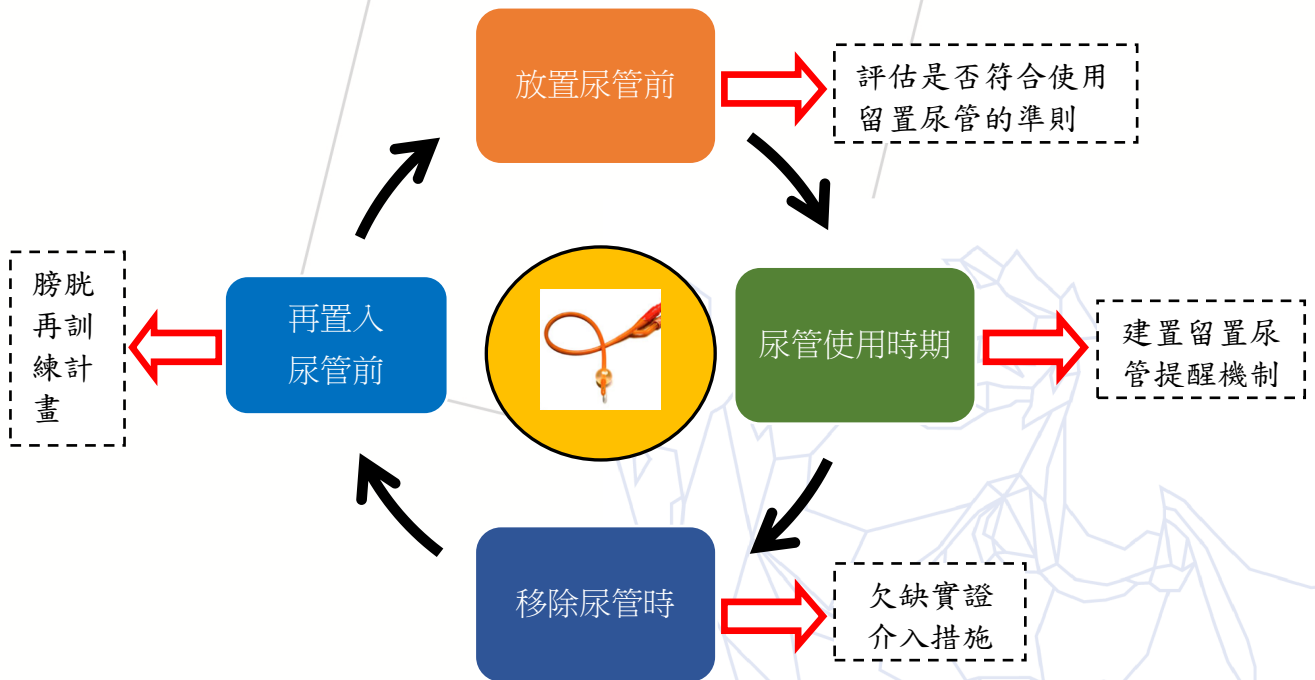 放置尿管前
評估是否符合使用
留置尿管的準則
尿管使用時期
建置留置尿
管提醒機制
移除尿管時
欠缺實證
介入措施
再置入
尿管前
膀胱
再訓
練計
畫